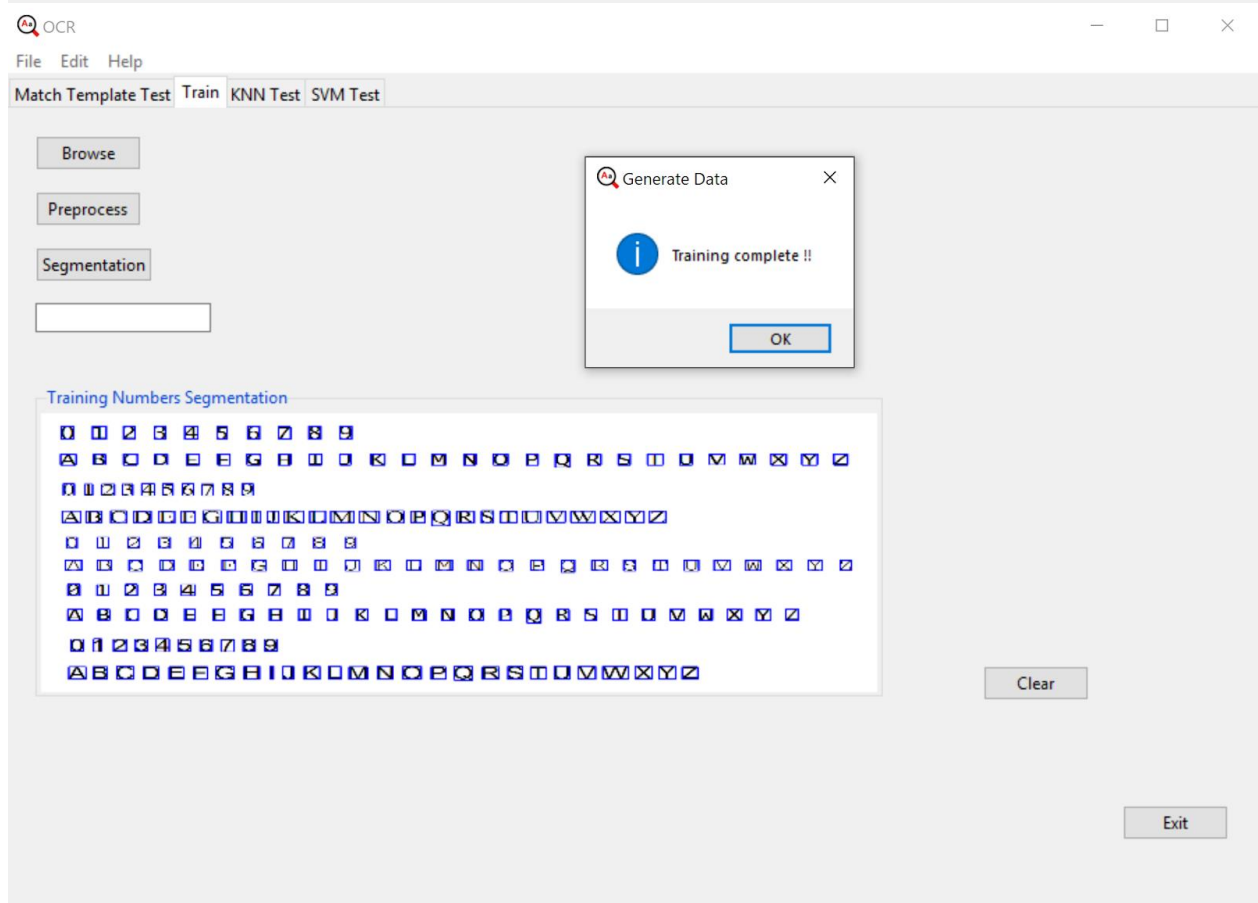 OCR
File Edit Help
Match Template Test Train KNN Test SVM Test
Browse
Preprocess
Segmentation
Generate Data
Training complete !!
OK
Training Numbers Segmentation
0 1 2 3 4 5 6 7 8 9
A B C D E F G H I J K L M N O P Q R S T U V W X Y Z
0 1 2 3 4 5 6 7 8 9
A B C D E F G H I J K L M N O P Q R S T U V W X Y Z
0 1 2 3 4 5 6 7 8 9
A B C D E F G H I J K L M N O P Q R S T U V W X Y Z
0 1 2 3 4 5 6 7 8 9
A B C D E F G H I J K L M N O P Q R S T U V W X Y Z
0 1 2 3 4 5 6 7 8 9
A B C D E F G H I J K L M N O P Q R S T U V W X Y Z
Clear
Exit